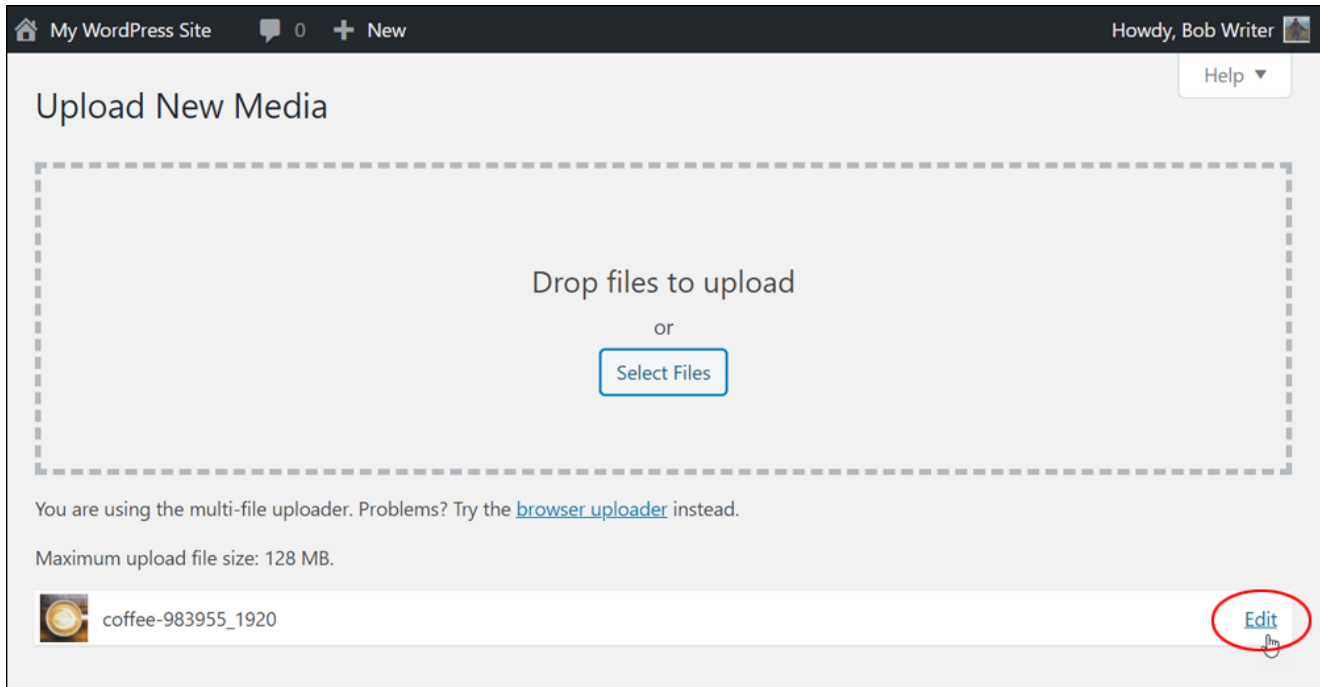 My WordPress Site 0 New Howdy, Bob Writer
Help
Upload New Media
Drop files to upload
or
Select Files
You are using the multi-file uploader. Problems? Try the browser uploader instead.
Maximum upload file size: 128 MB.
coffee-983955_1920 Edit